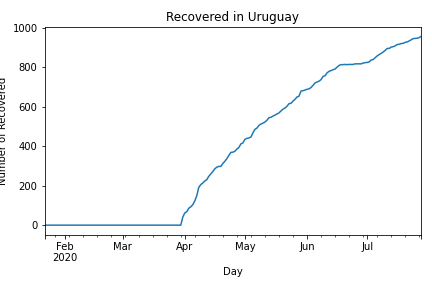 Recovered in Uruguay
Number of Recovered
1000
800
600
400
200
0
Feb
2020
Mar
Apr
May
Jun
Jul
Day